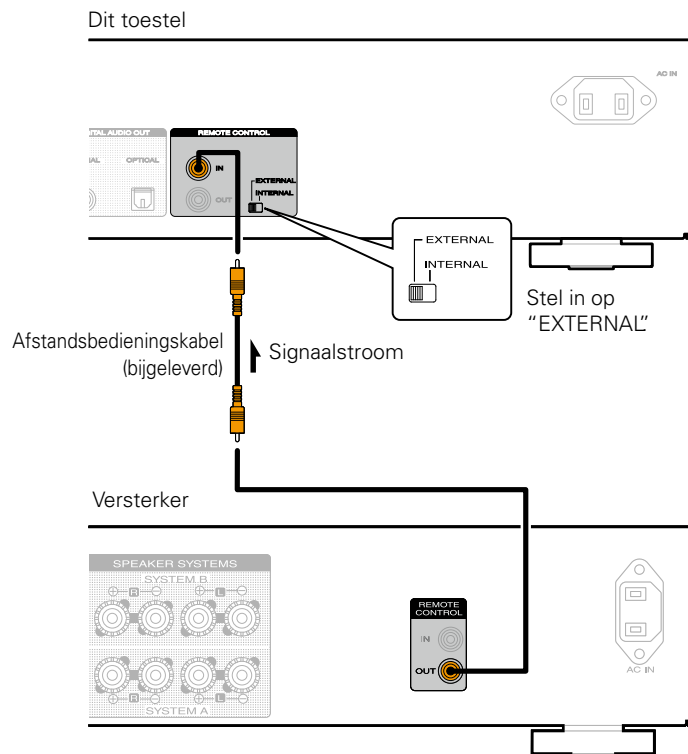 Dit toestel
AC IN
ITAL AUDIO OUT
REMOTE CONTROL
OPTICAL
IN
OUT
EXTERNAL
INTERNAL
EXTERNAL
INTERNAL
Stel in op
“EXTERNAL”
Afstandsbedieningskabel
(bijgeleverd)
Signaalstroom
Versterker
SPEAKER SYSTEMS
SYSTEM B
R
L
REMOTE
CONTROL
IN
OUT
R
L
SYSTEM A
AC IN